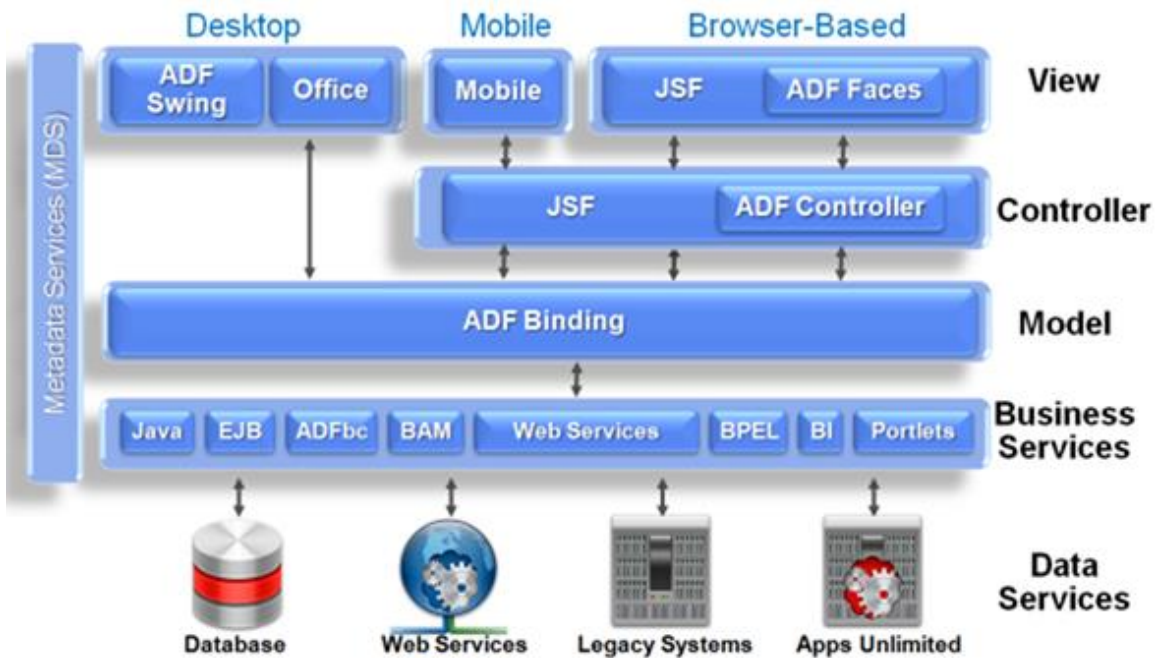 Desktop
Mobile
Browser-Based
Metadata Services (MDS)
ADF
Swing
Office
Mobile
JSF
ADF Faces
View
JSF
ADF Controller
Controller
ADF Binding
Model
Java
EJB
ADFbc
BAM
Web Services
BPEL
BI
Portlets
Business
Services
Database
Web Services
Legacy Systems
Apps Unlimited
Data
Services